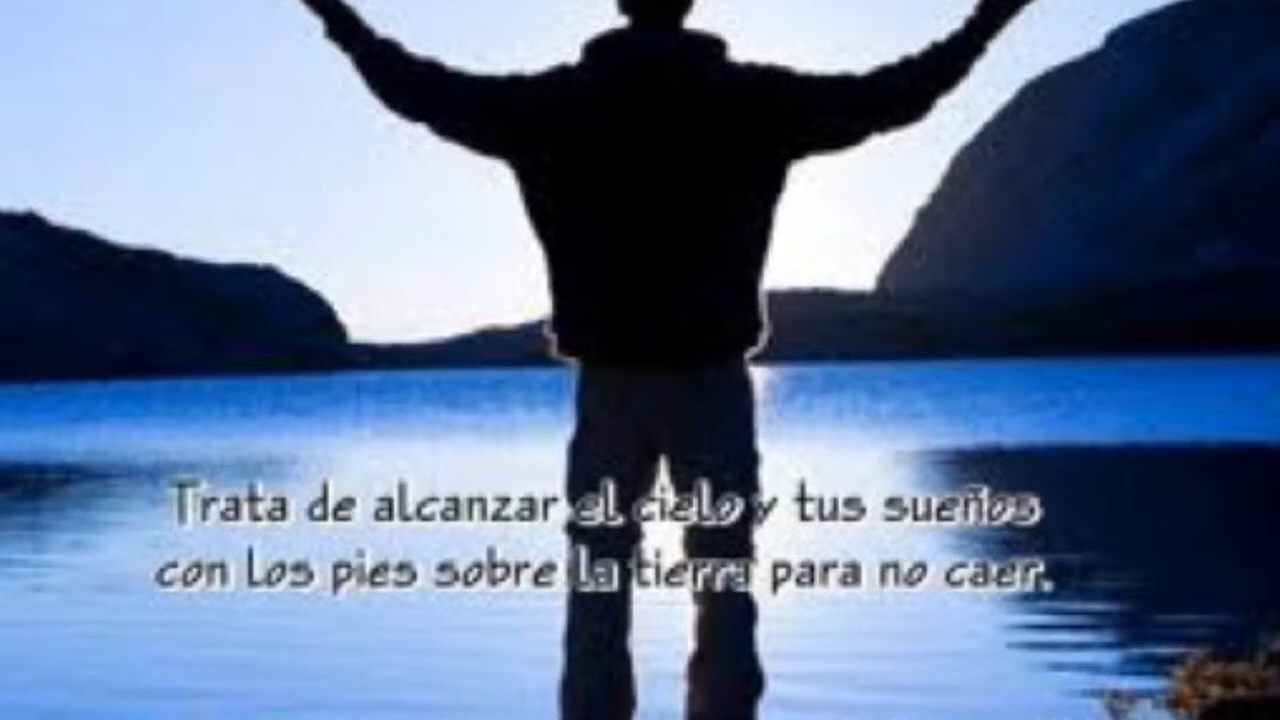 Trata de alcanzar el cielo y tus sueños
con los pies sobre la tierra para no caer.